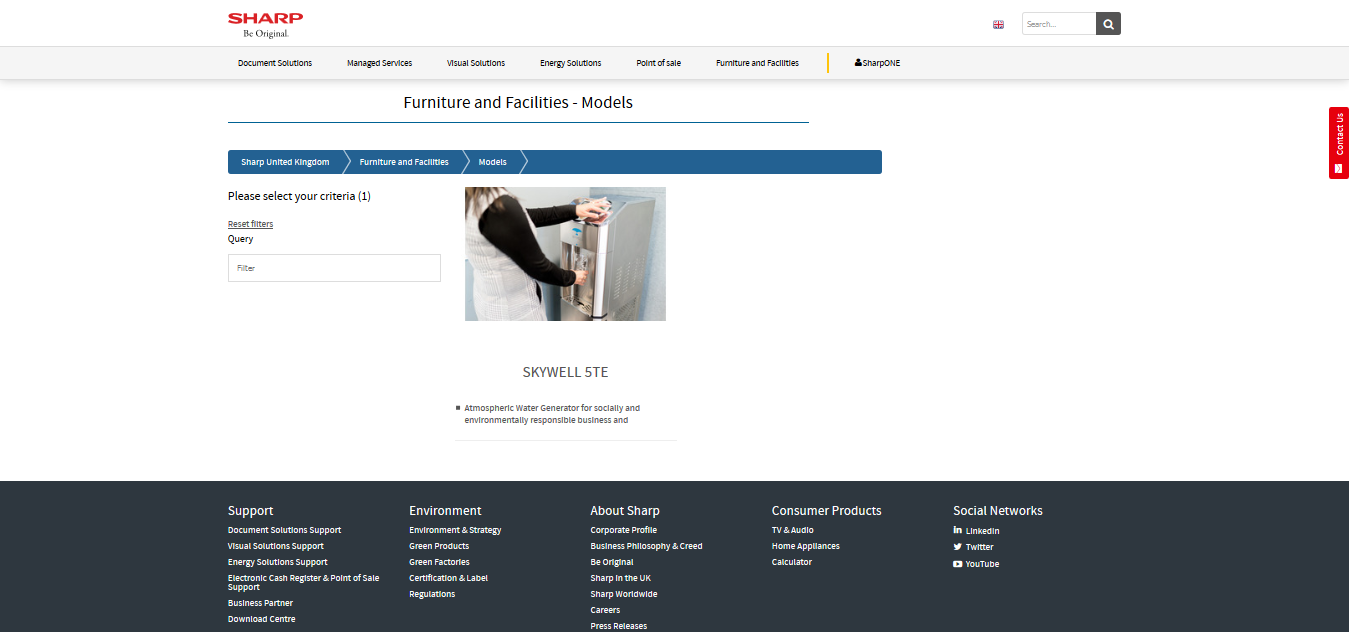 SHARP
Be Original.
Search...
Document Solutions
Managed Services
Visual Solutions
Energy Solutions
Point of sale
Furniture and Facilities
SharpONE
Furniture and Facilities - Models
Contact Us
Sharp United Kingdom
Furniture and Facilities
Models
Please select your criteria (1)
Reset filters
Query
Filter
SKYWELL 5TE
Atmospheric Water Generator for socially and
environmentally responsible business and
Support
Document Solutions Support
Visual Solutions Support
Energy Solutions Support
Electronic Cash Register & Point of Sale
Support
Business Partner
Download Centre
Environment
Environment & Strategy
Green Products
Green Factories
Certification & Label
Regulations
About Sharp
Corporate Profile
Business Philosophy & Creed
Be Original
Sharp in the UK
Sharp Worldwide
Careers
Press Releases
Consumer Products
TV & Audio
Home Appliances
Calculator
Social Networks
LinkedIn
Twitter
YouTube